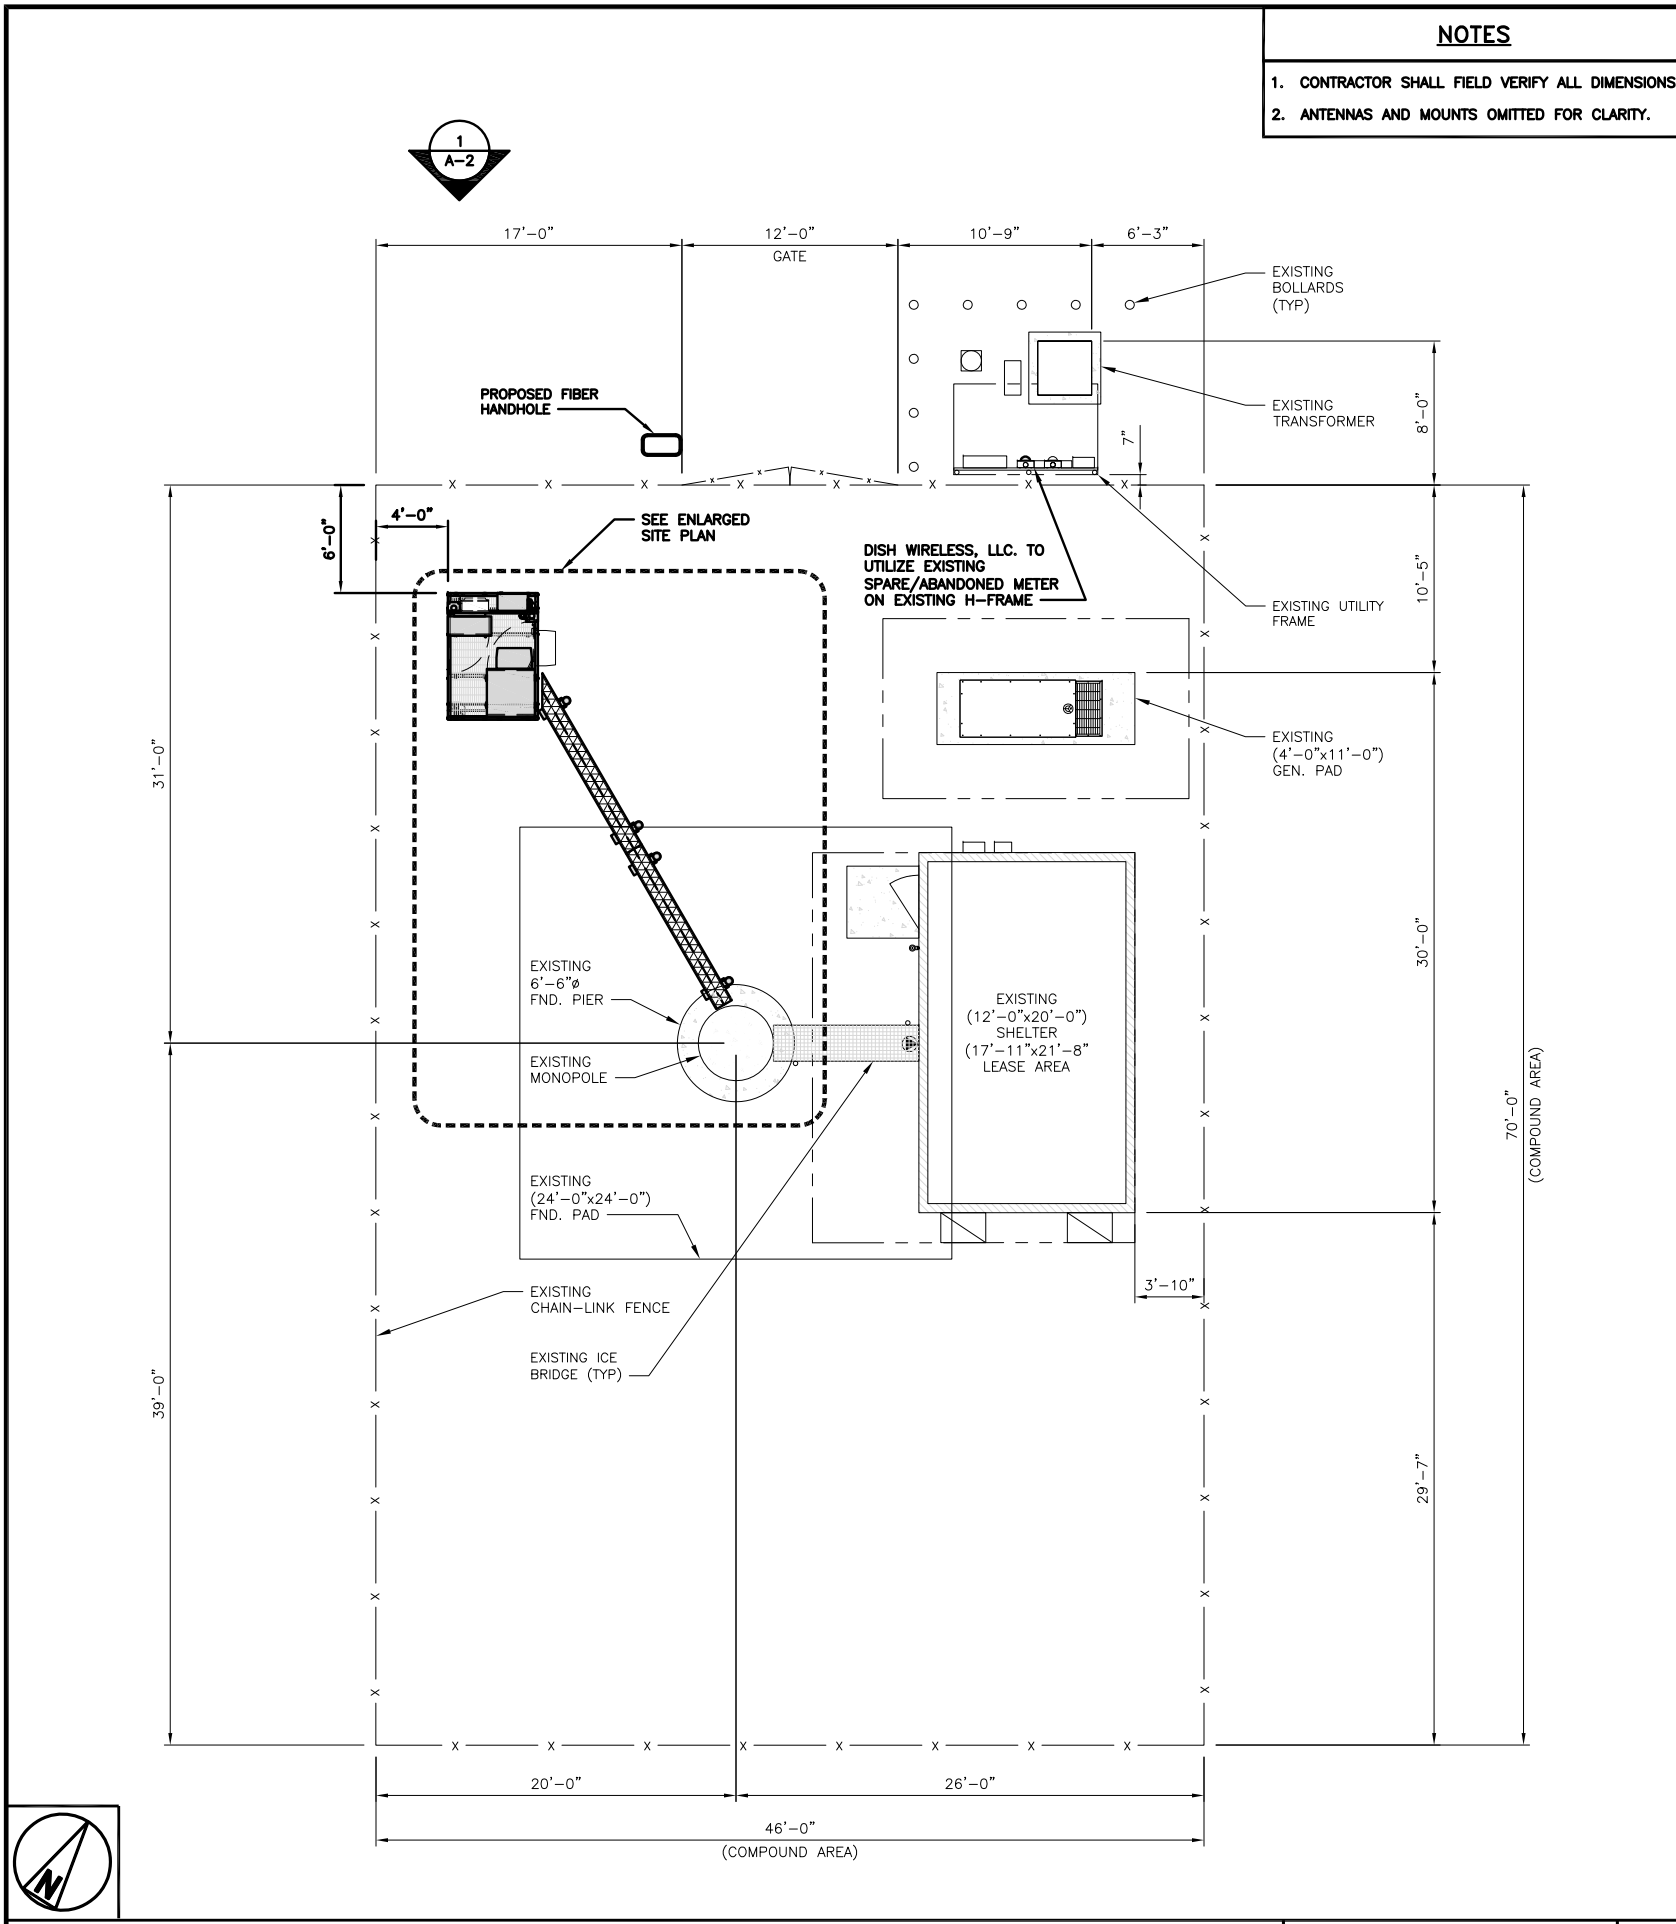 NOTES
1. CONTRACTOR SHALL FIELD VERIFY ALL DIMENSIONS
2. ANTENNAS AND MOUNTS OMITTED FOR CLARITY.
1
A-2
17'-0"
12'-0"
GATE
10'-9"
6'-3"
EXISTING
BOLLARDS
(TYP)
PROPOSED FIBER
HANDHOLE
EXISTING
TRANSFORMER
8'-0"
7"
4'-0"
6'-0"
SEE ENLARGED
SITE PLAN
DISH WIRELESS, LLC. TO
UTILIZE EXISTING
SPARE/ABANDONED METER
ON EXISTING H-FRAME
10'-5"
EXISTING UTILITY
FRAME
31'-0"
EXISTING
(4'-0"x11'-0")
GEN. PAD
EXISTING
6'-6"ø
FND. PIER
EXISTING
MONOPOLE
EXISTING
(12'-0"x20'-0")
SHELTER
(17'-11"x21'-8"
LEASE AREA
30'-0"
70'-0"
(COMPOUND AREA)
EXISTING
(24'-0"x24'-0")
FND. PAD
3'-10"
EXISTING
CHAIN-LINK FENCE
EXISTING ICE
BRIDGE (TYP)
39'-0"
29'-7"
20'-0"
26'-0"
46'-0"
(COMPOUND AREA)
N